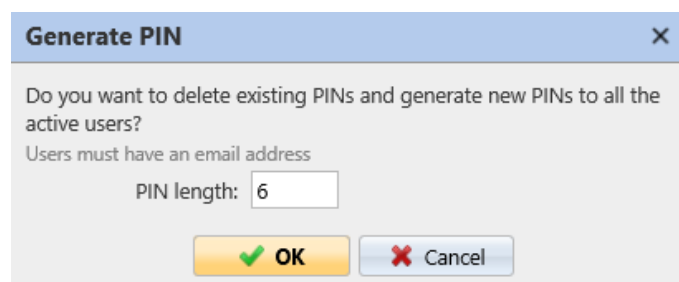 Generate PIN
Do you want to delete existing PINs and generate new PINs to all the
active users?
Users must have an email address
PIN length: 6
OK Cancel